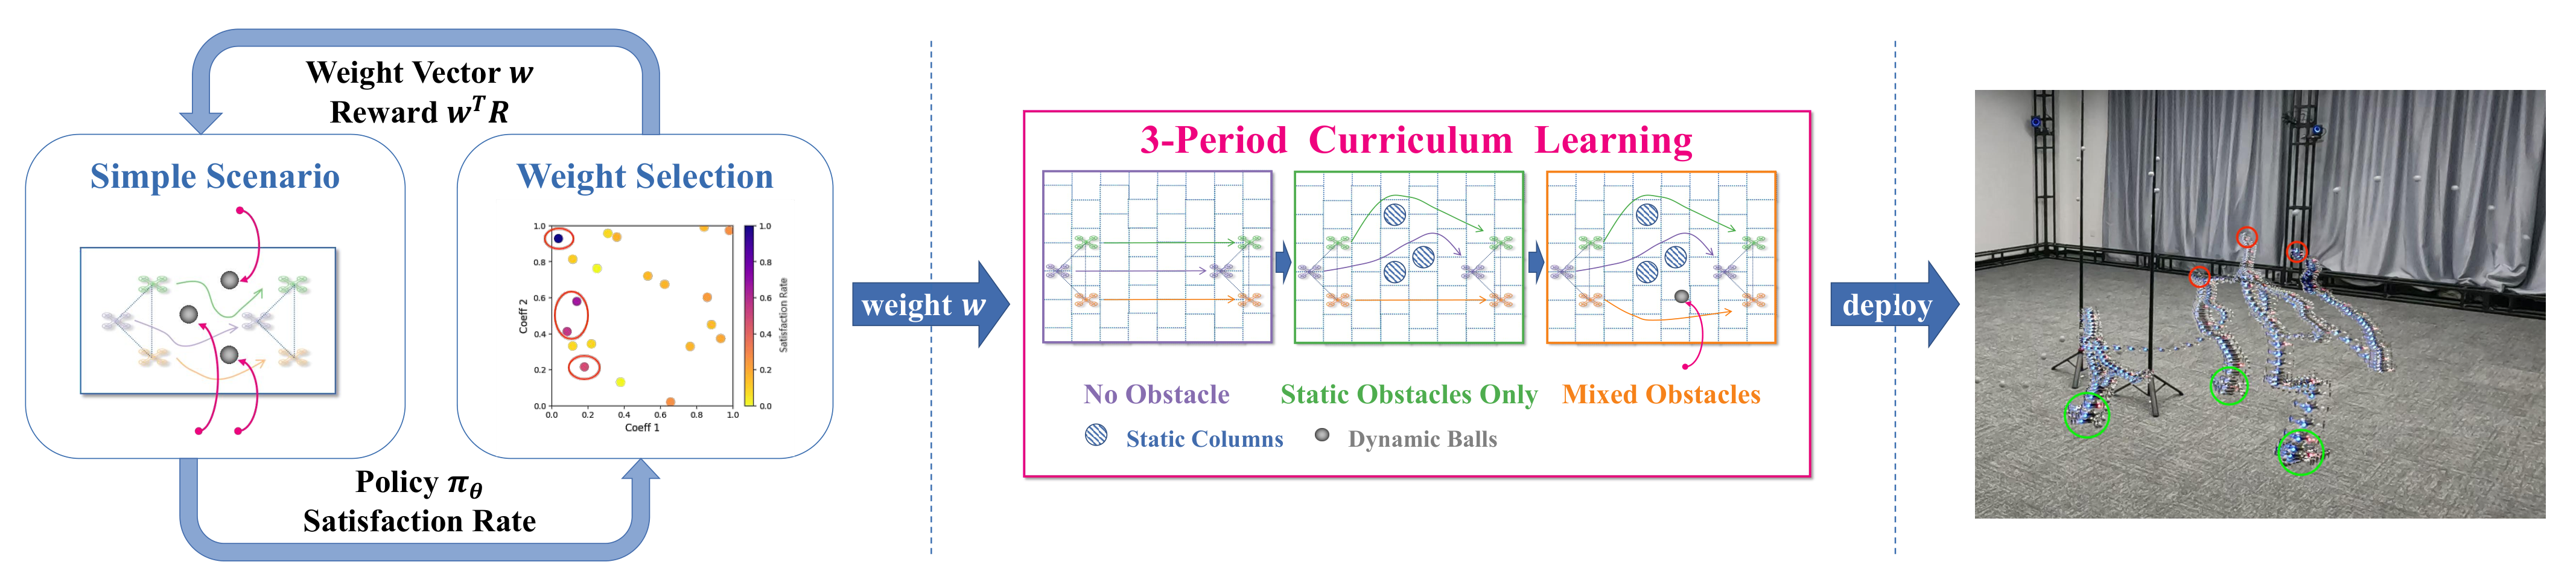 Weight Vector w
Reward wᵀR
Simple Scenario
Weight Selection
1.0
0.8
0.6
0.4
0.2
0.0
0.0
0.2
0.4
0.6
0.8
1.0
Coeff 2
Coeff 1
1.0
0.8
0.6
0.4
0.2
0.0
Satisfaction Rate
Policy π_θ
Satisfaction Rate
weight w
3-Period Curriculum Learning
No Obstacle
Static Obstacles Only
Mixed Obstacles
Static Columns
Dynamic Balls
deploy